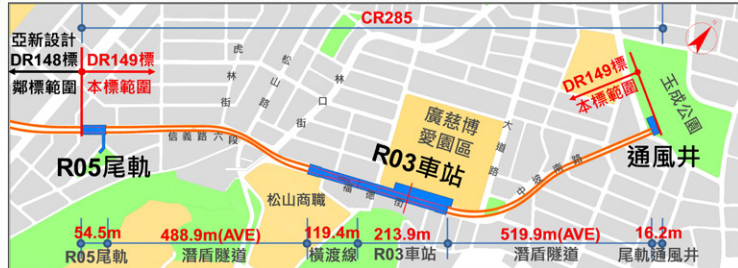 CR285
亞新設計
DR148標
鄰標範圍
DR149標
本標範圍
虎林街
松山路
林口街
信義路六段
R05尾軌
松山商職
福德街
廣慈博
愛園區
R03車站
大道路
中坡南路
DR149標
本標範圍
玉成公園
通風井
54.5m
488.9m(AVE)
119.4m
213.9m
519.9m(AVE)
16.2m
R05尾軌
潛盾隧道
橫渡線
R03車站
潛盾隧道
尾軌通風井